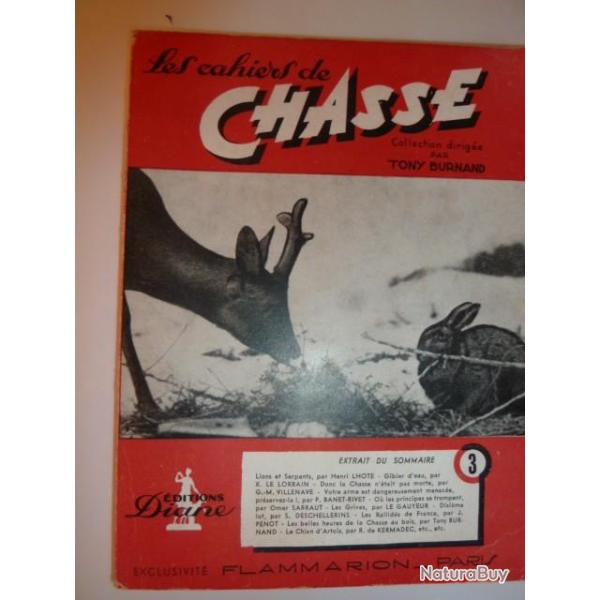 Les cahiers de
CHASSE
Collection dirigée
PAR
TONY BURNAND
EXTRAIT DU SOMMAIRE
3
Lions et Serpents, par Henri LHOTE - Gibier d'eau, par
R. LE LORRAIN - Donc la Chasse n'était pas morte, par
G.-M. VILLENAVE - Votre arme est dangereusement menacée,
préservez-la !, par P. BANET-RIVET - Où les principes se trompent,
par Omer SARRAUT - Les Grives, par LE GAUYEUR - Dixième
lot, par S. DESCHELLERINS - Les Rallidés de France, par J.
PENOT - Les belles heures de la Chasse au bois, par Tony BUR-
NAND - Le Chien d'Artois, par R. de KERMADEC, etc., etc.
ÉDITIONS
Diane
EXCLUSIVITÉ FLAMMARION _ PARIS
NaturaBuy